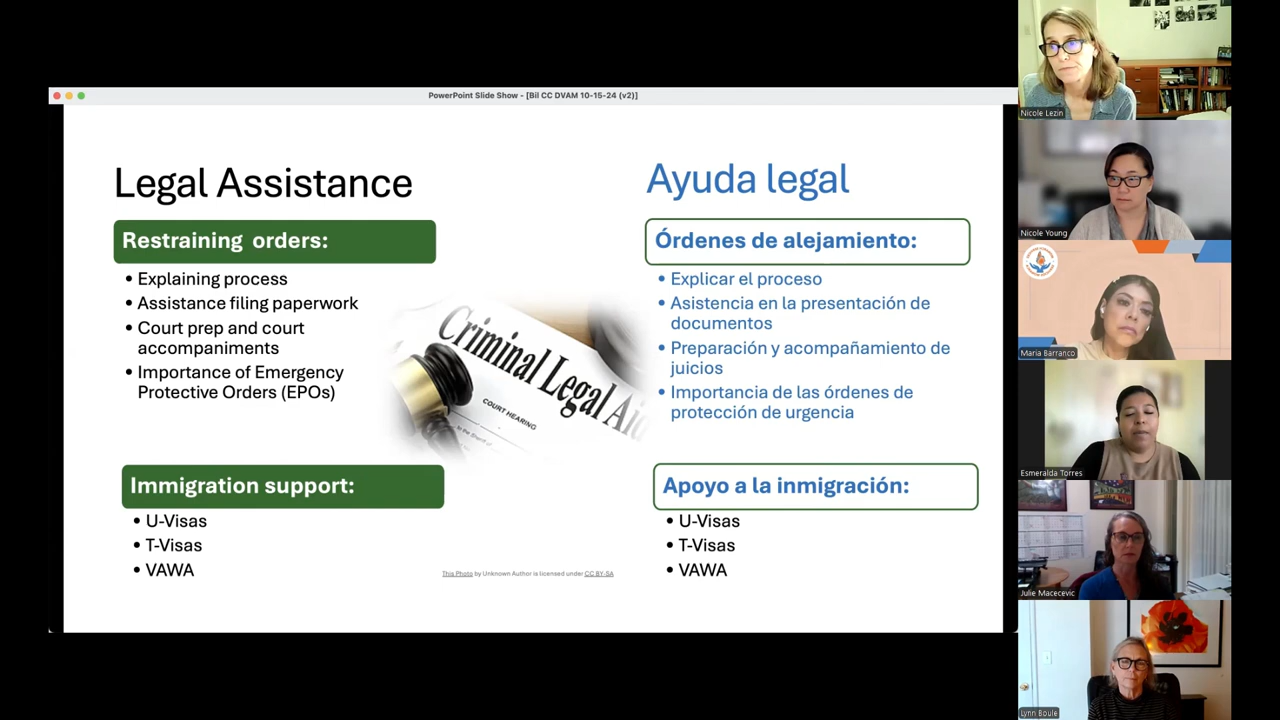 PowerPoint Slide Show - [Bil CC DVAM 10-15-24 (v2)]
Legal Assistance
Restraining orders:
• Explaining process
• Assistance filing paperwork
• Court prep and court
accompaniments
• Importance of Emergency
Protective Orders (EPOs)
Immigration support:
• U-Visas
• T-Visas
• VAWA
Criminal Legal Aid
COURT HEARING
This Photo by Unknown Author is licensed under CC BY-SA
Ayuda legal
Órdenes de alejamiento:
• Explicar el proceso
• Asistencia en la presentación de
documentos
• Preparación y acompañamiento de
juicios
• Importancia de las órdenes de
protección de urgencia
Apoyo a la inmigración:
• U-Visas
• T-Visas
• VAWA
Nicole Lezin
Nicole Young
Maria Barranco
Esmeralda Torres
Julie Macecevic
Lynn Boule